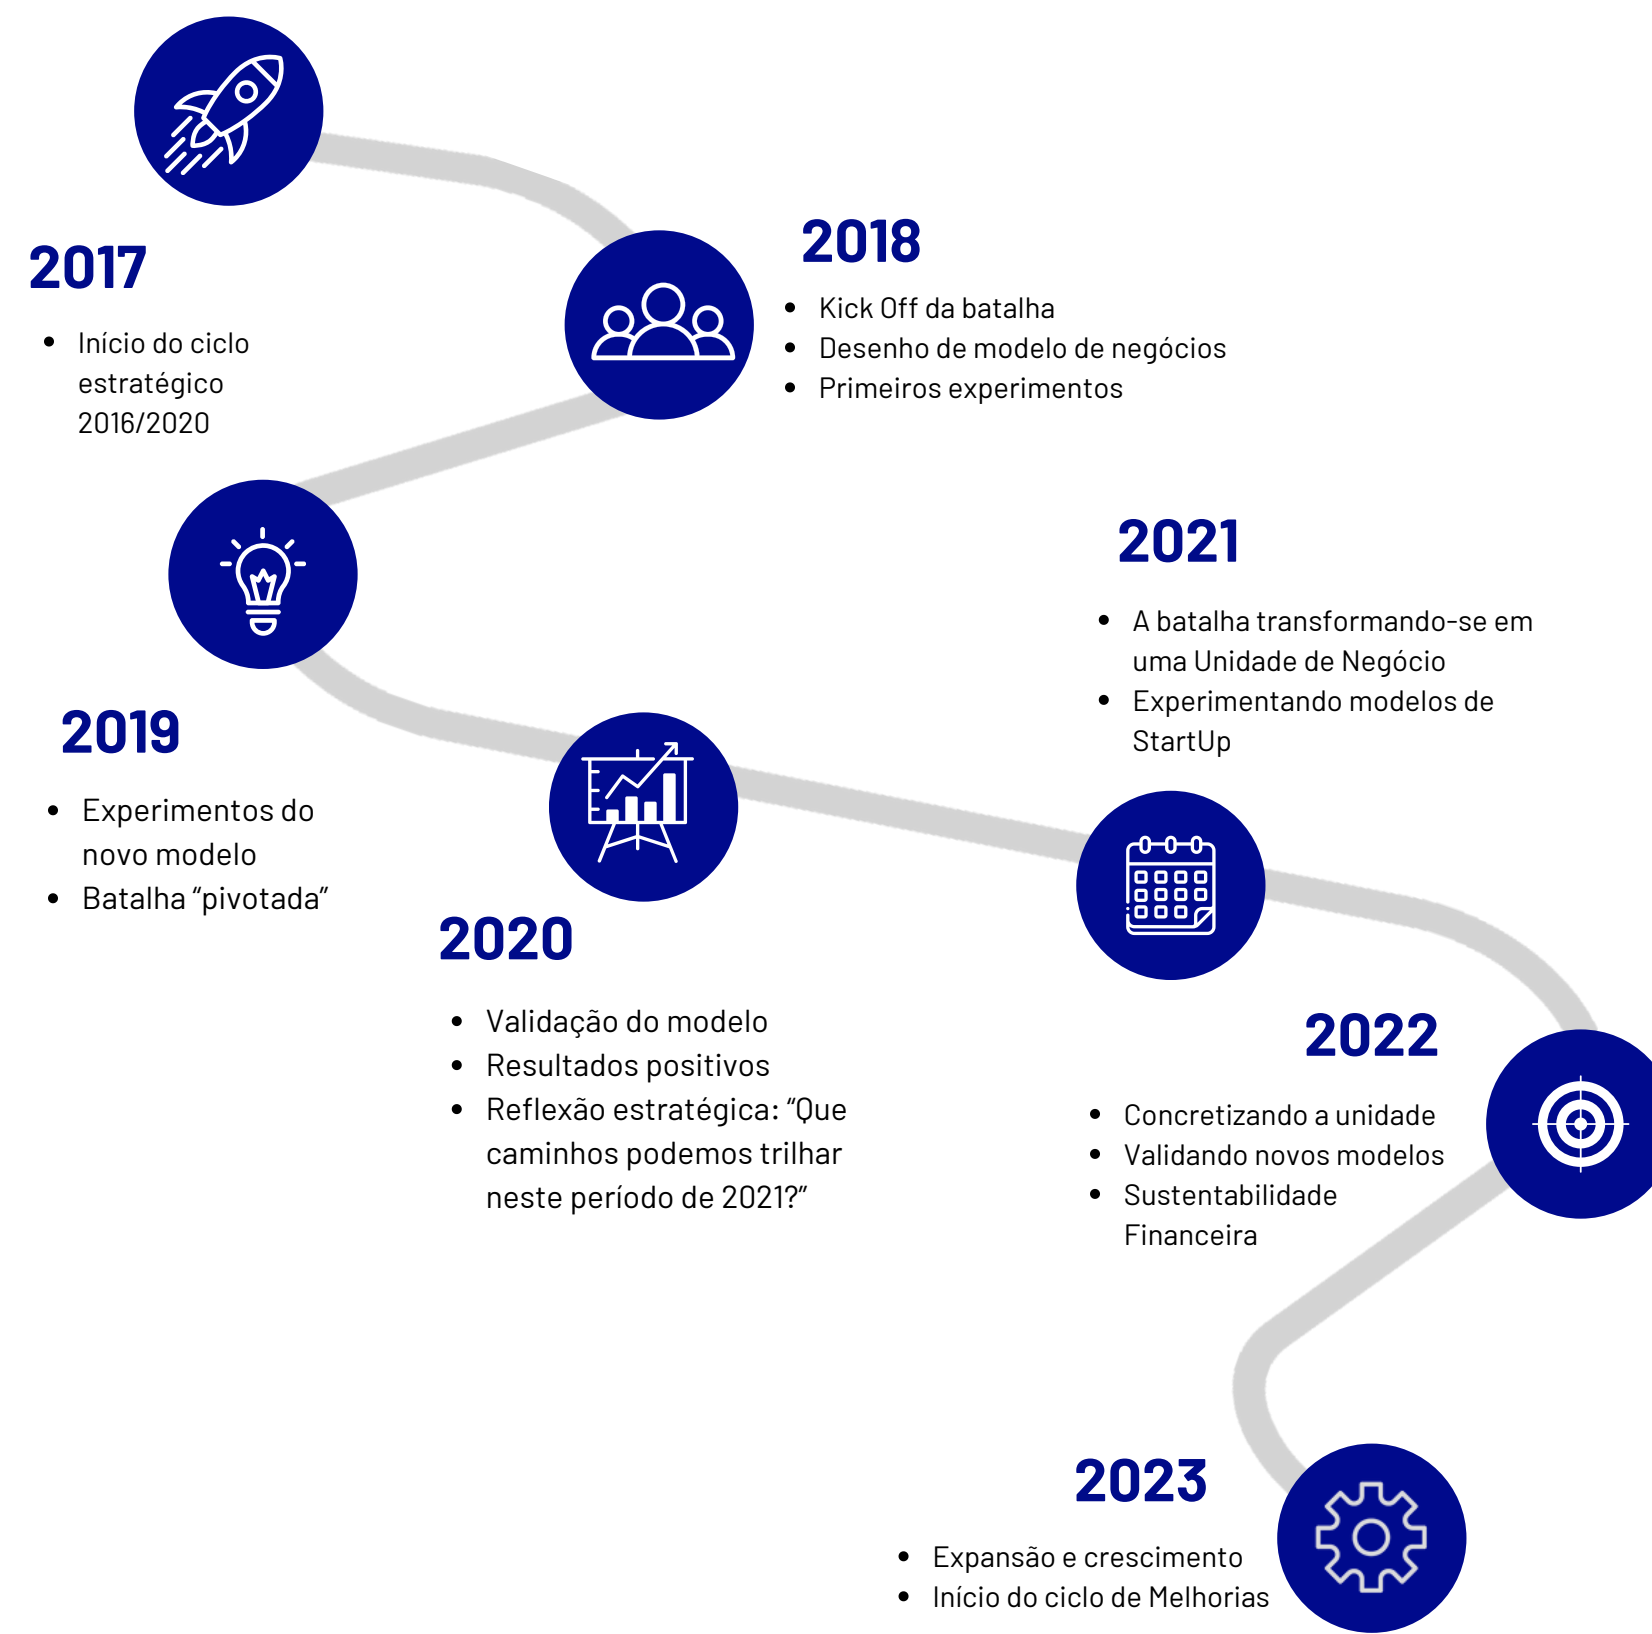 2017
• Início do ciclo
estratégico
2016/2020
2018
• Kick Off da batalha
• Desenho de modelo de negócios
• Primeiros experimentos
2019
• Experimentos do
novo modelo
• Batalha “pivotada”
2020
• Validação do modelo
• Resultados positivos
• Reflexão estratégica: “Que
caminhos podemos trilhar
neste período de 2021?”
2021
• A batalha transformando-se em
uma Unidade de Negócio
• Experimentando modelos de
StartUp
2022
• Concretizando a unidade
• Validando novos modelos
• Sustentabilidade
Financeira
2023
• Expansão e crescimento
• Início do ciclo de Melhorias